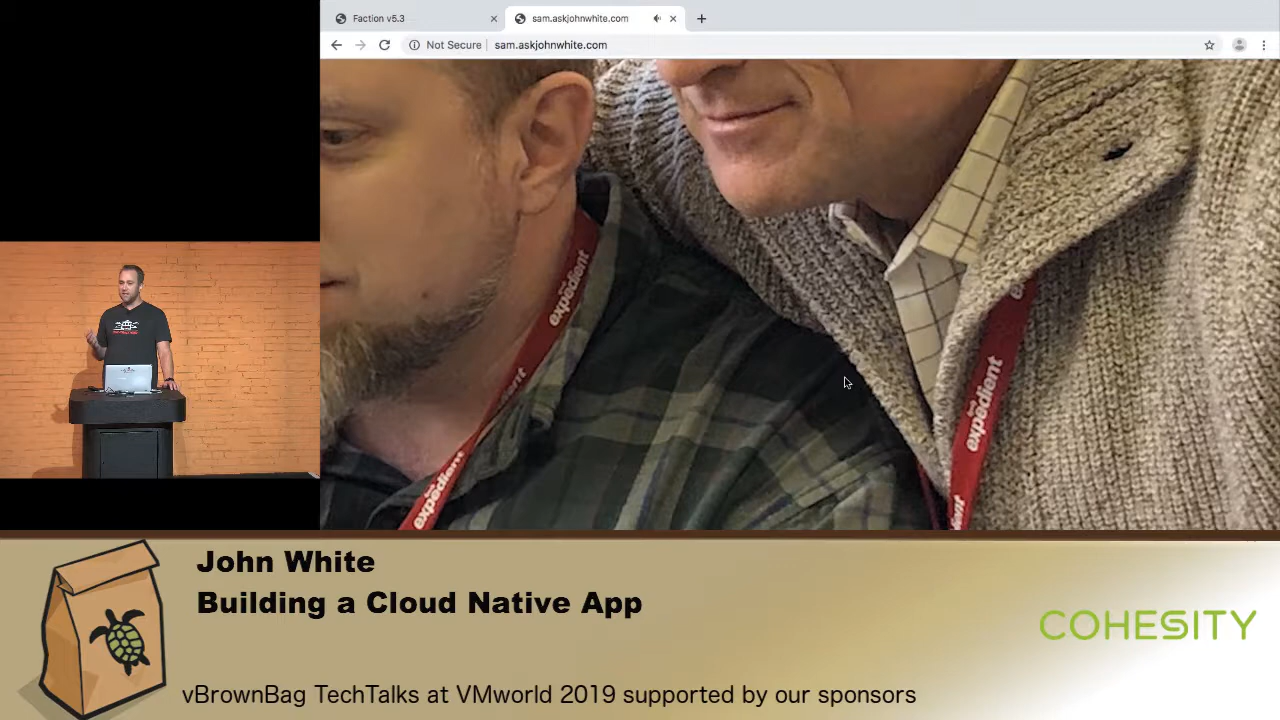 Faction v5.3
sam.askjohnwhite.com
Not Secure
sam.askjohnwhite.com
expedient
expedient
expedient
John White
Building a Cloud Native App
COHESITY
vBrownBag TechTalks at VMworld 2019 supported by our sponsors